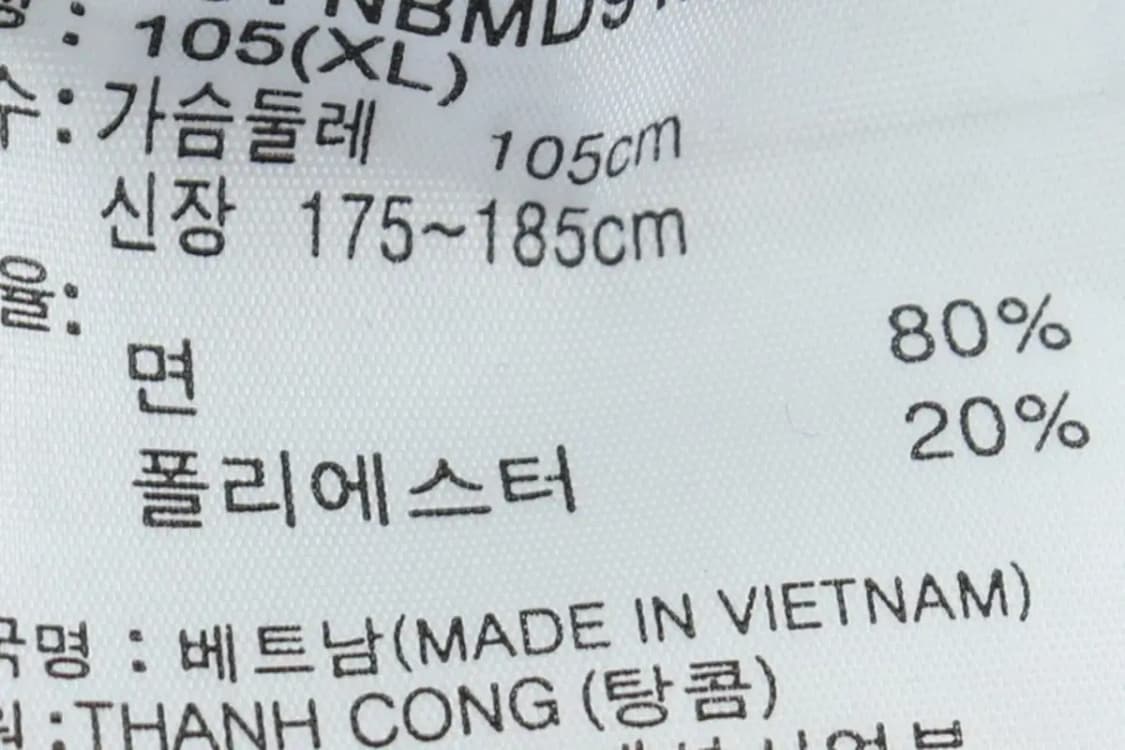 105(XL)
수: 가슴둘레 105cm
신장 175~185cm
율:
면 80%
폴리에스터 20%
국명 : 베트남(MADE IN VIETNAM)
: THANH CONG (탕콤)